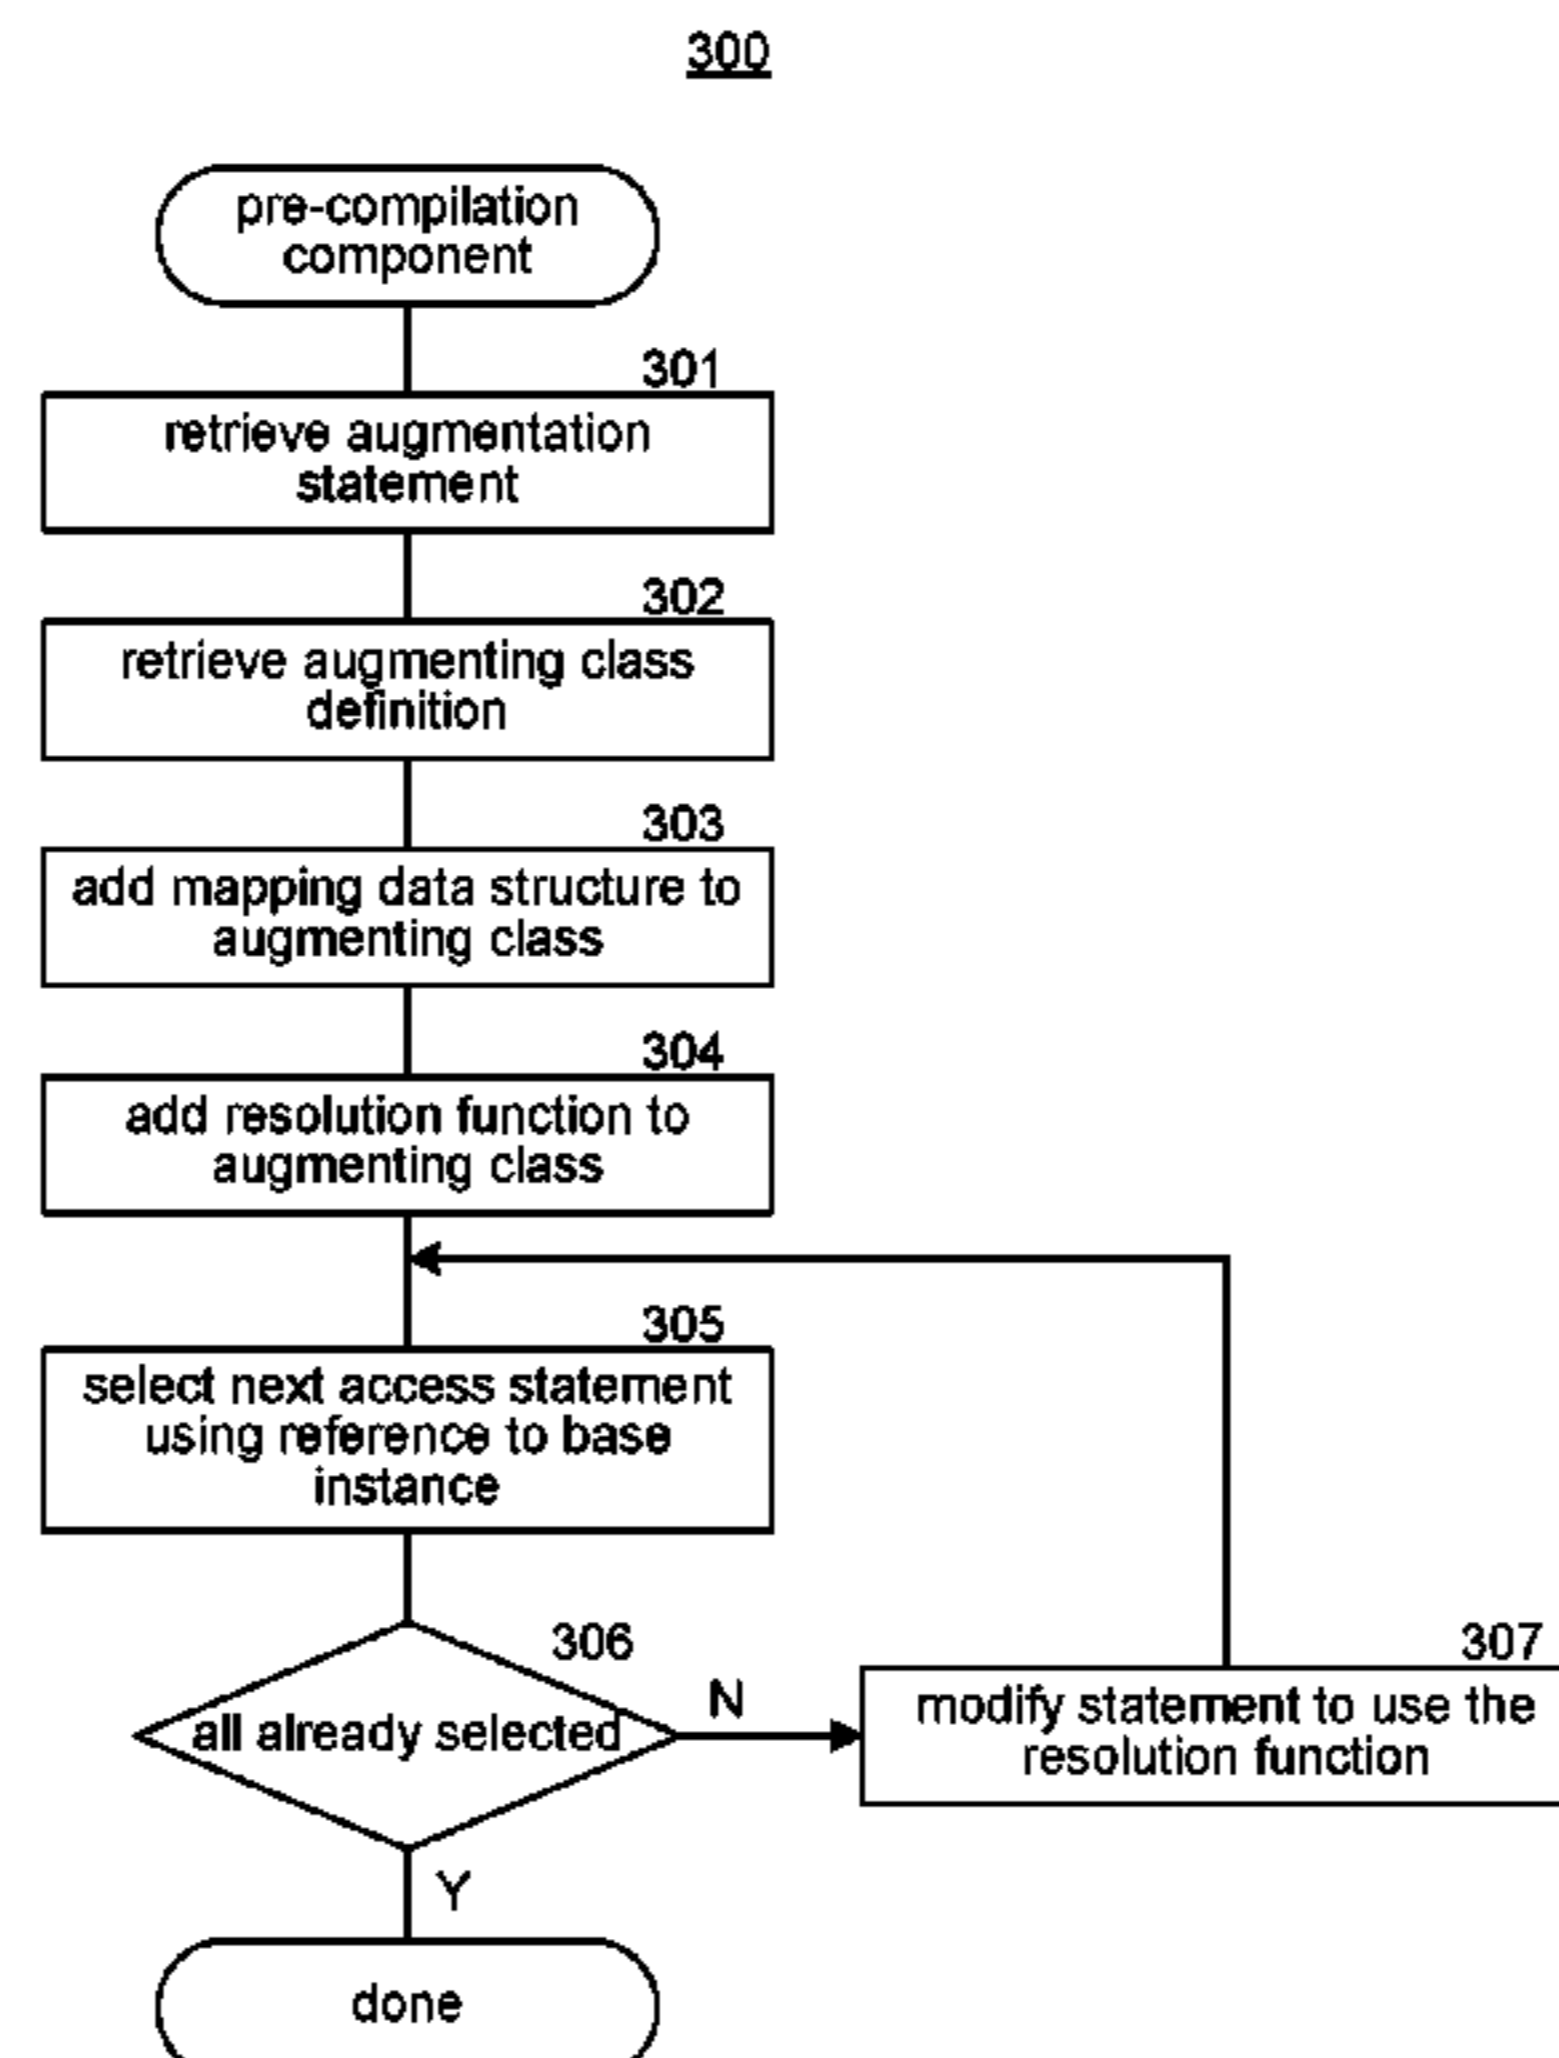 300
pre-compilation
component
301
retrieve augmentation
statement
302
retrieve augmenting class
definition
303
add mapping data structure to
augmenting class
304
add resolution function to
augmenting class
305
select next access statement
using reference to base
instance
306
all already selected
N
307
modify statement to use the
resolution function
Y
done